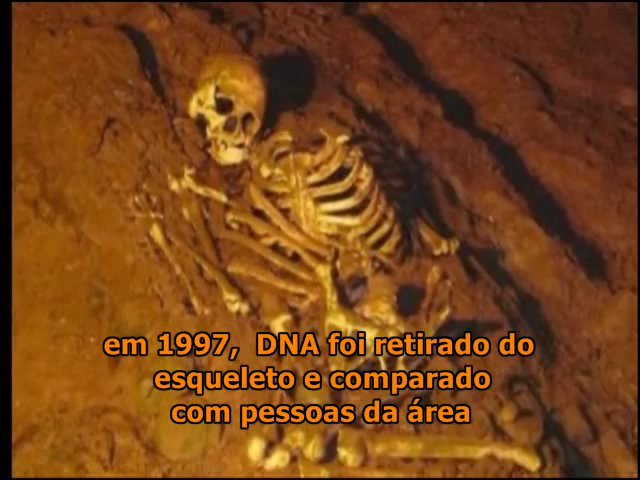 em 1997, DNA foi retirado do
esqueleto e comparado
com pessoas da área